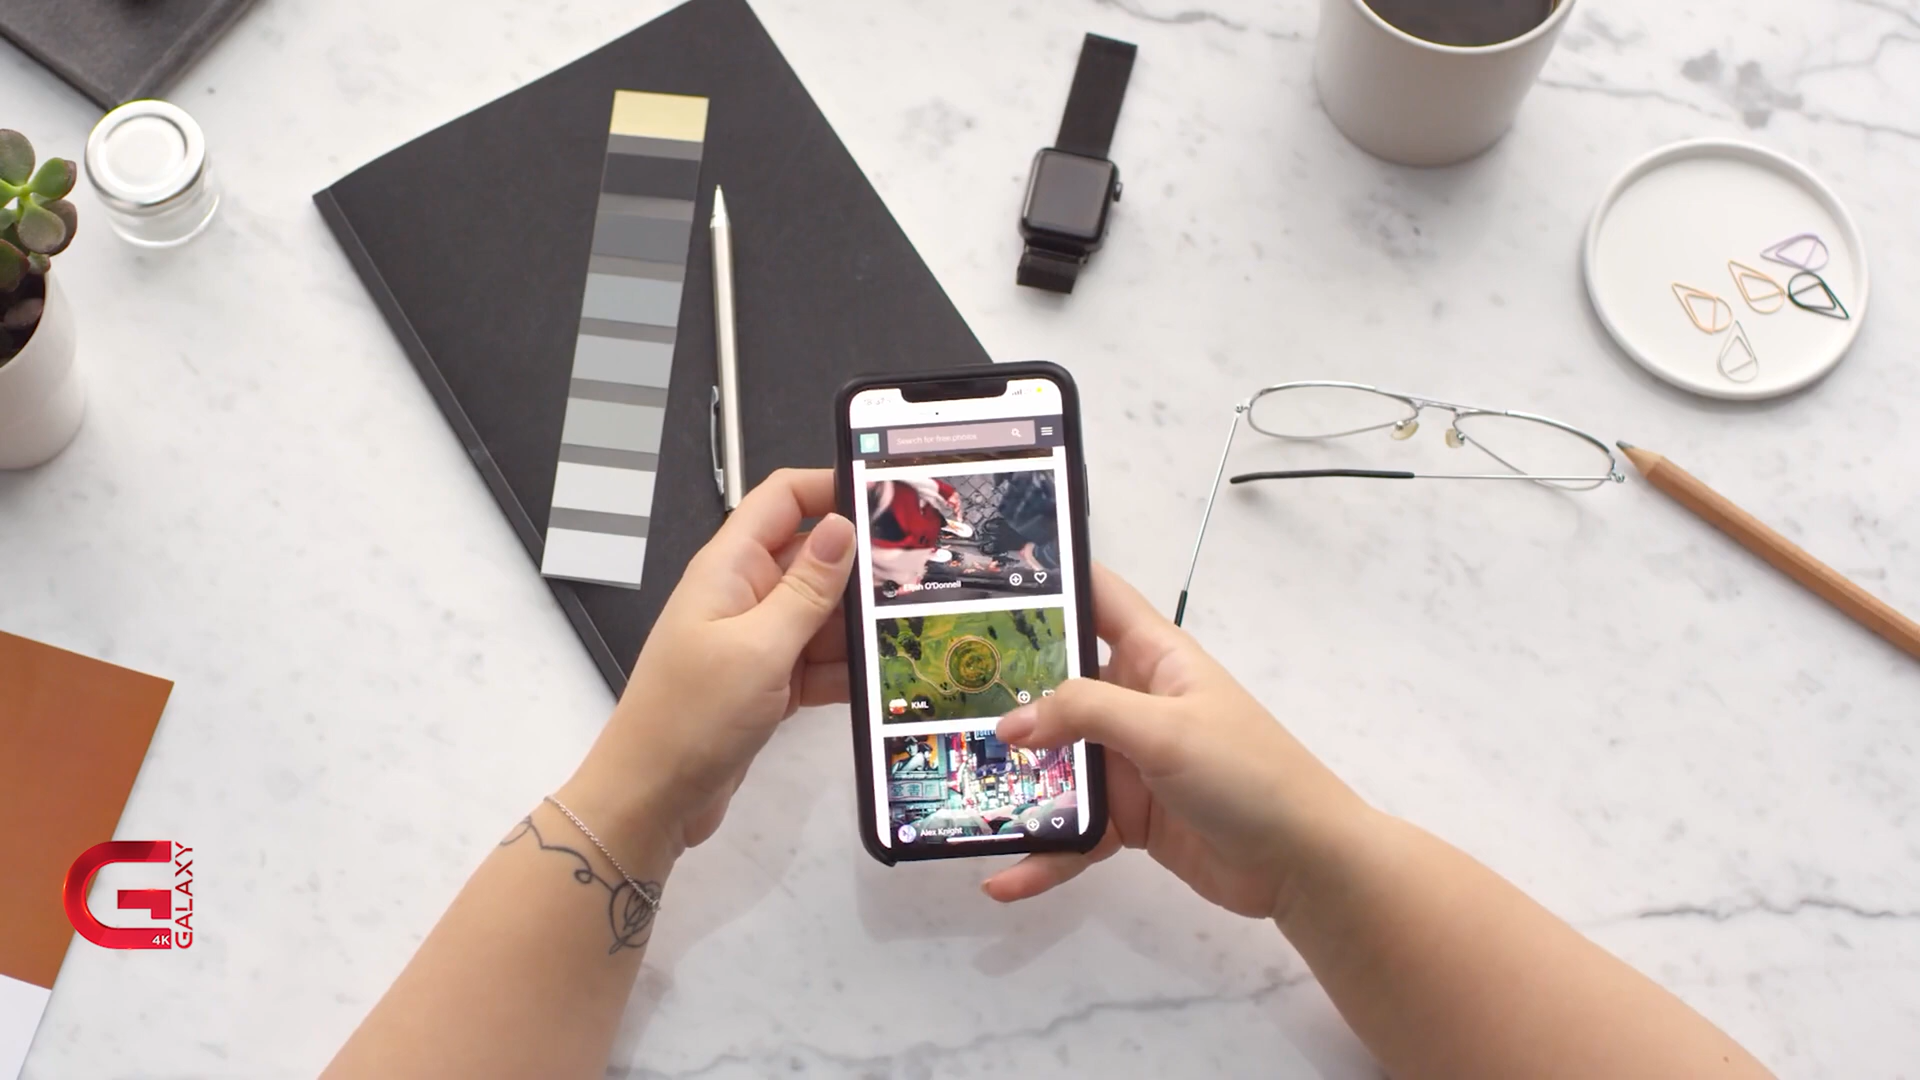 Search for free photos
Elijah O'Donnell
KML
Alex Knight
GALAXY
4K